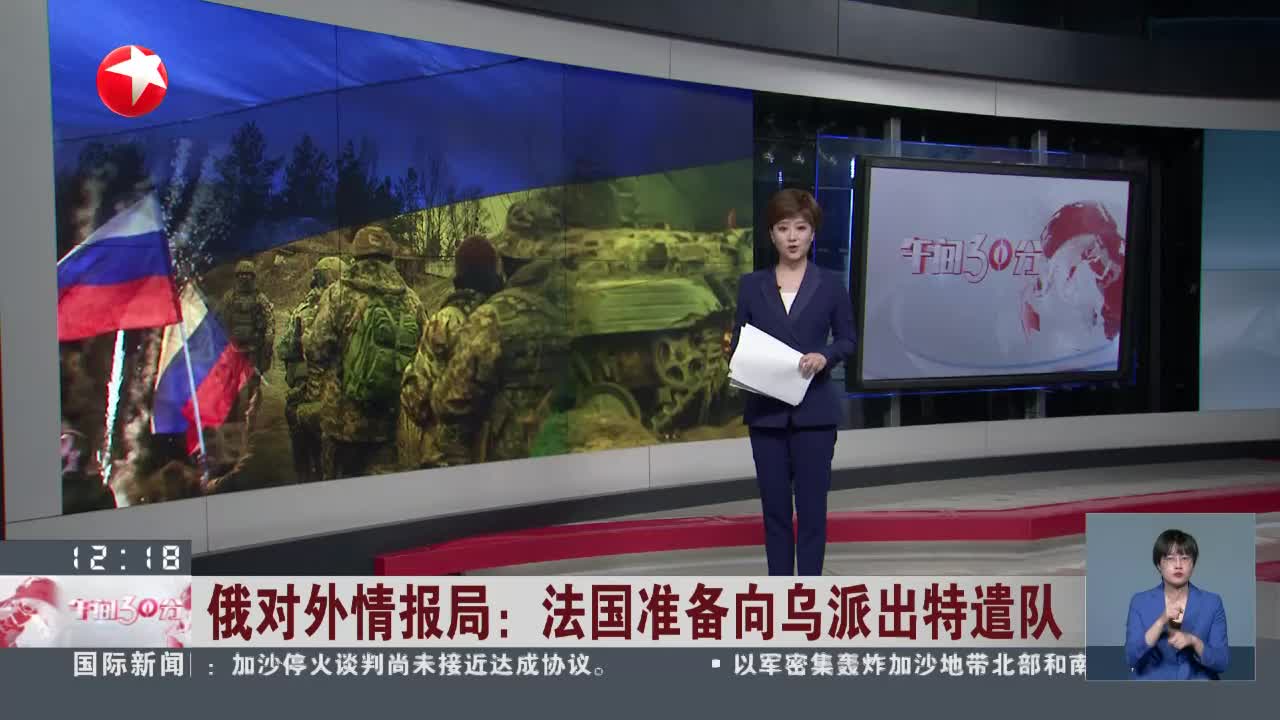 午间30分
12:18
午间30分
俄对外情报局：法国准备向乌派出特遣队
国际新闻 ：加沙停火谈判尚未接近达成协议。 ▪ 以军密集轰炸加沙地带北部和南